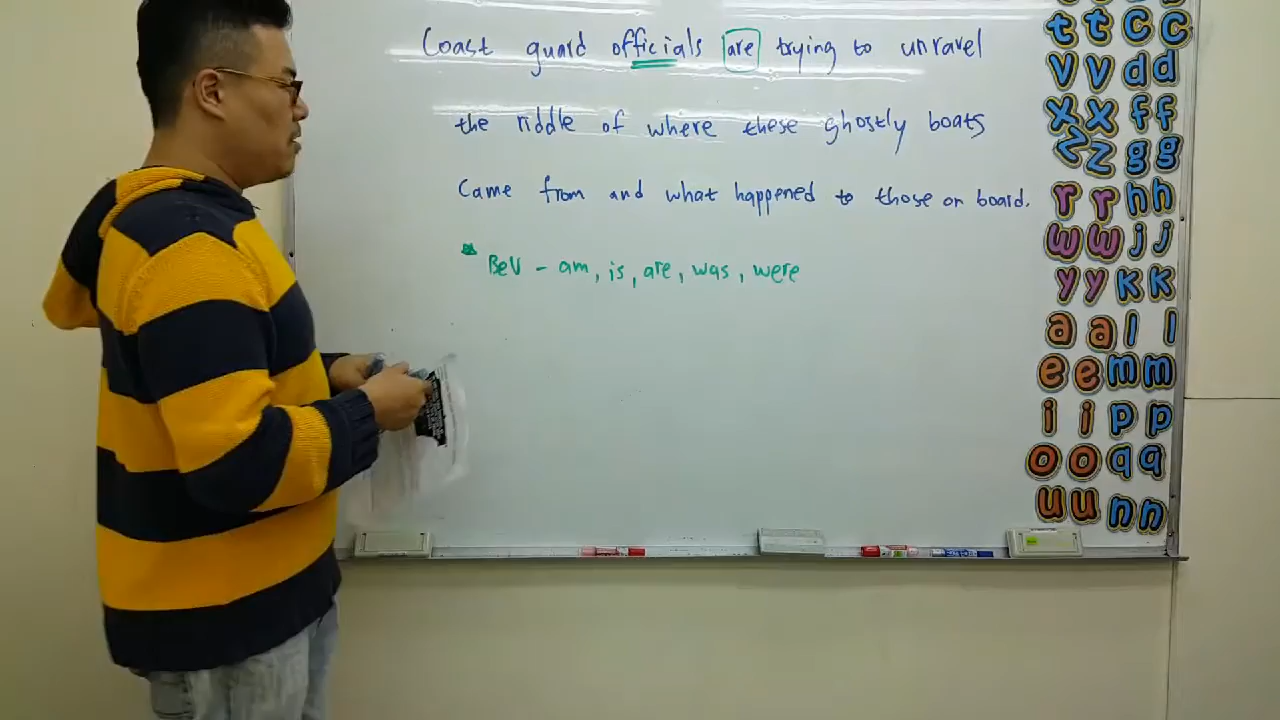 Coast guard officials are trying to unravel
the riddle of where these ghostly boats
Came from and what happened to those on board.
* BeV - am, is, are, was, were
t t c c
v v d d
x x f f
z z g g
r r h h
w w j j
y y k k
a a l l
e e m m
i i p p
o o q q
u u n n